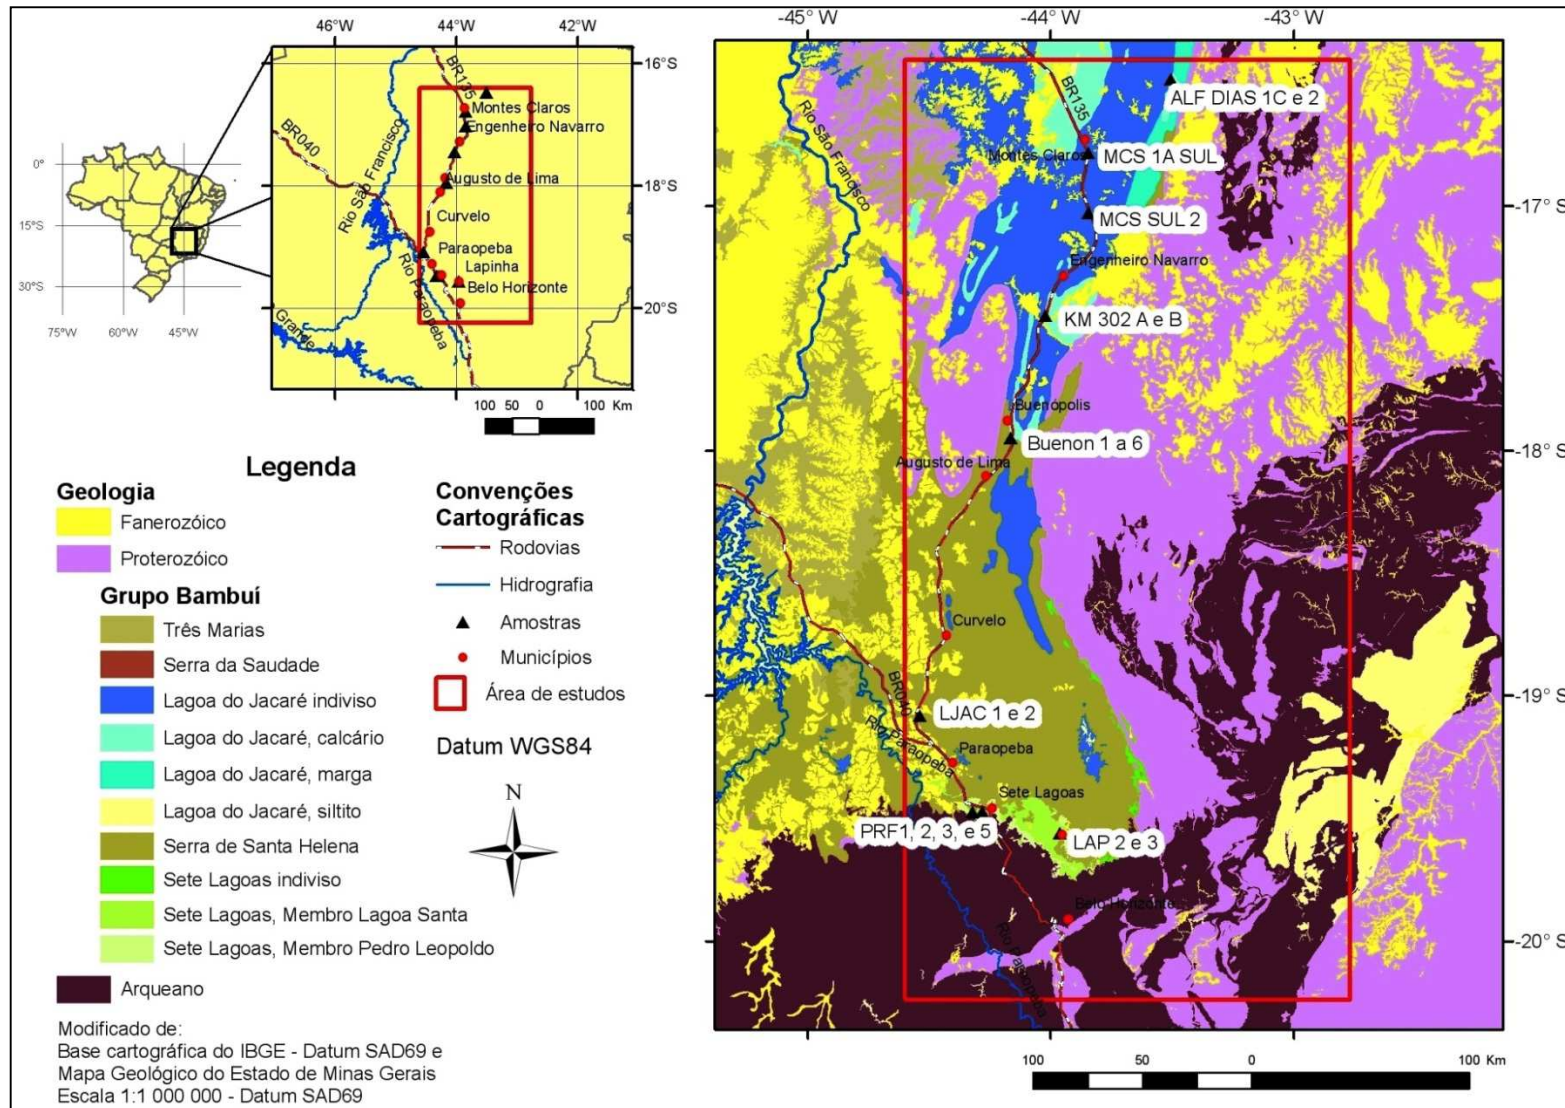 46°W
44°W
42°W
16°S
18°S
20°S
BR135
BR040
Rio São Francisco
Montes Claros
Engenheiro Navarro
Augusto de Lima
Curvelo
Paraopeba
Lapinha
Belo Horizonte
Rio Paraopeba
Grande
100 50 0 100 Km
0°
15°S
30°S
75°W
60°W
45°W
Legenda
Geologia
Fanerozóico
Proterozóico
Grupo Bambuí
Três Marias
Serra da Saudade
Lagoa do Jacaré indiviso
Lagoa do Jacaré, calcário
Lagoa do Jacaré, marga
Lagoa do Jacaré, siltito
Serra de Santa Helena
Sete Lagoas indiviso
Sete Lagoas, Membro Lagoa Santa
Sete Lagoas, Membro Pedro Leopoldo
Arqueano
Convenções
Cartográficas
Rodovias
Hidrografia
Amostras
Municípios
Área de estudos
Datum WGS84
N
Modificado de:
Base cartográfica do IBGE - Datum SAD69 e
Mapa Geológico do Estado de Minas Gerais
Escala 1:1 000 000 - Datum SAD69
-45° W
-44° W
-43° W
-17° S
-18° S
-19° S
-20° S
Rio São Francisco
BR135
ALF DIAS 1C e 2
Montes Claros
MCS 1A SUL
MCS SUL 2
Engenheiro Navarro
KM 302 A e B
Buenópolis
Buenon 1 a 6
Augusto de Lima
Curvelo
BR040
LJAC 1 e 2
Rio Paraopeba
Paraopeba
Sete Lagoas
PRF1, 2, 3, e 5
LAP 2 e 3
Belo Horizonte
Rio Paraopeba
100 50 0 100 Km